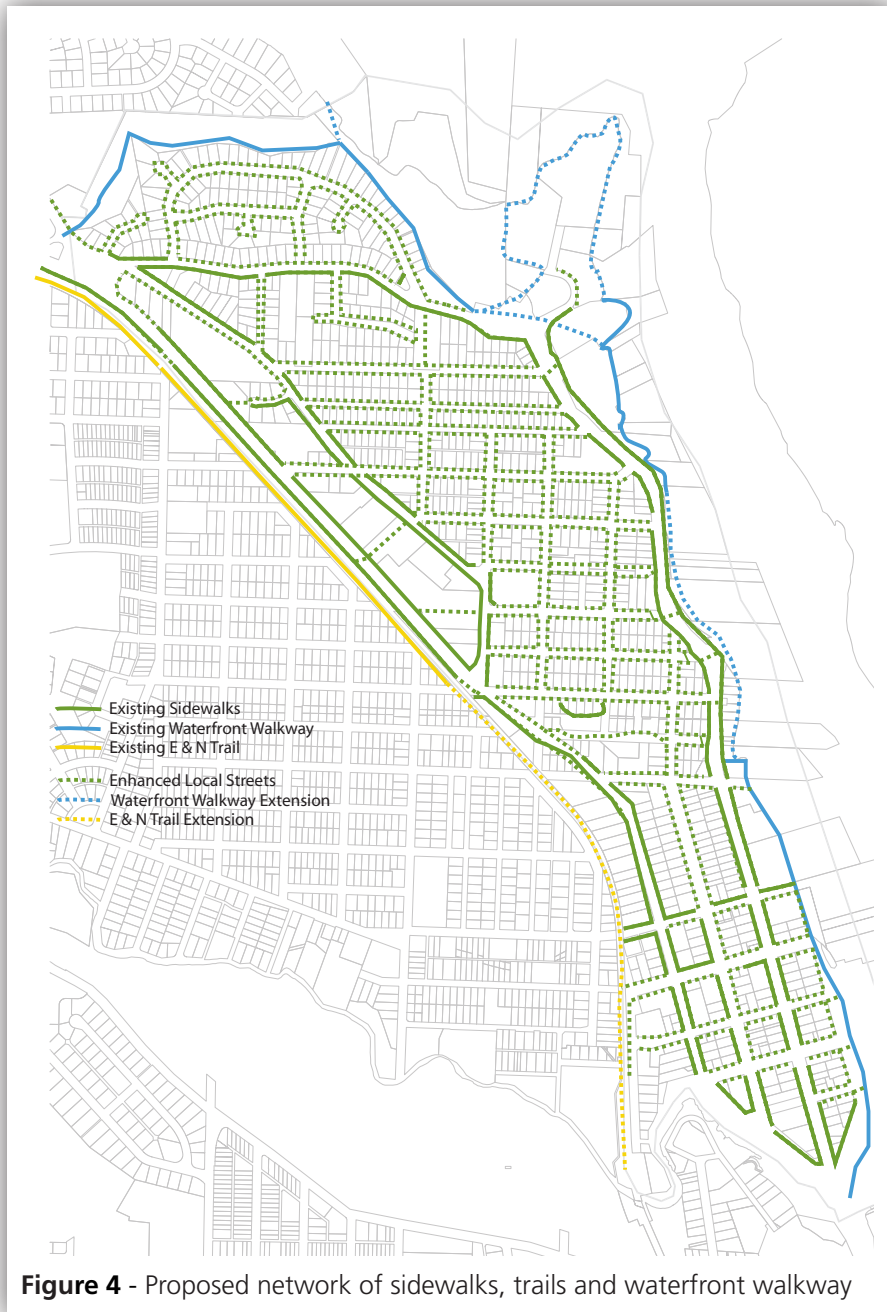 Existing Sidewalks
Existing Waterfront Walkway
Existing E & N Trail
Enhanced Local Streets
Waterfront Walkway Extension
E & N Trail Extension
Figure 4 - Proposed network of sidewalks, trails and waterfront walkway